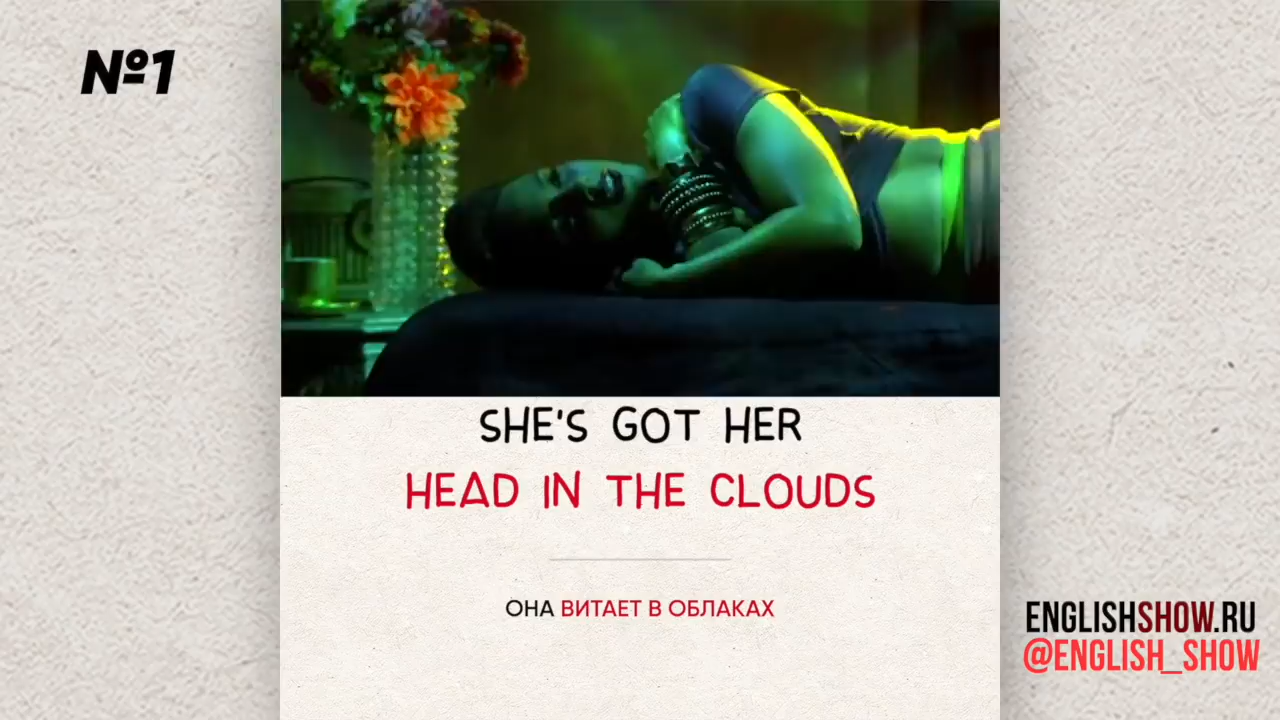 №1
SHE'S GOT HER
HEAD IN THE CLOUDS
ОНА ВИТАЕТ В ОБЛАКАХ
ENGLISHSHOW.RU
@ENGLISH_SHOW